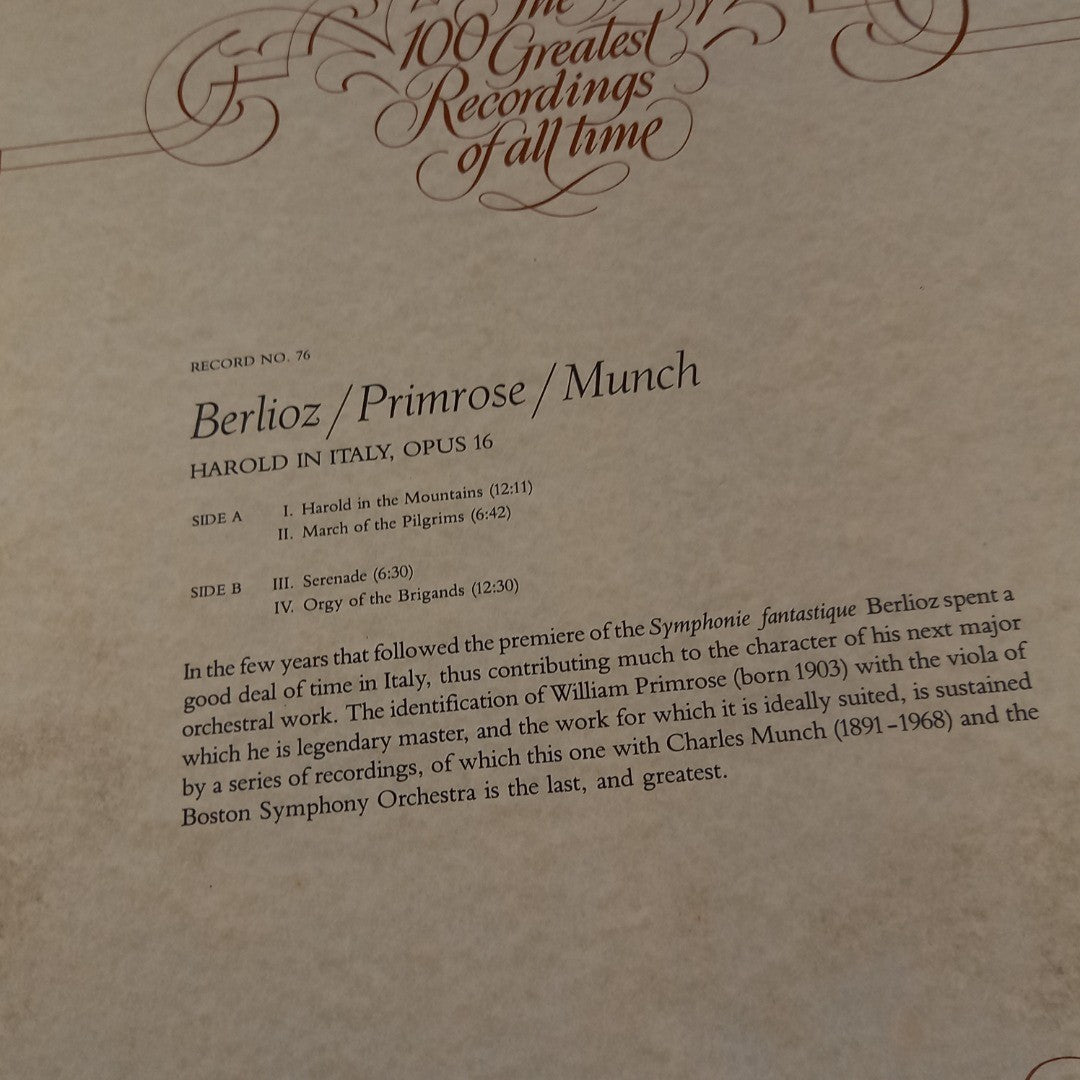 The
100 Greatest
Recordings
of all time
RECORD NO. 76
Berlioz / Primrose / Munch
HAROLD IN ITALY, OPUS 16
SIDE A I. Harold in the Mountains (12:11)
II. March of the Pilgrims (6:42)
SIDE B III. Serenade (6:30)
IV. Orgy of the Brigands (12:30)
In the few years that followed the premiere of the Symphonie fantastique Berlioz spent a
good deal of time in Italy, thus contributing much to the character of his next major
orchestral work. The identification of William Primrose (born 1903) with the viola of
which he is legendary master, and the work for which it is ideally suited, is sustained
by a series of recordings, of which this one with Charles Munch (1891–1968) and the
Boston Symphony Orchestra is the last, and greatest.